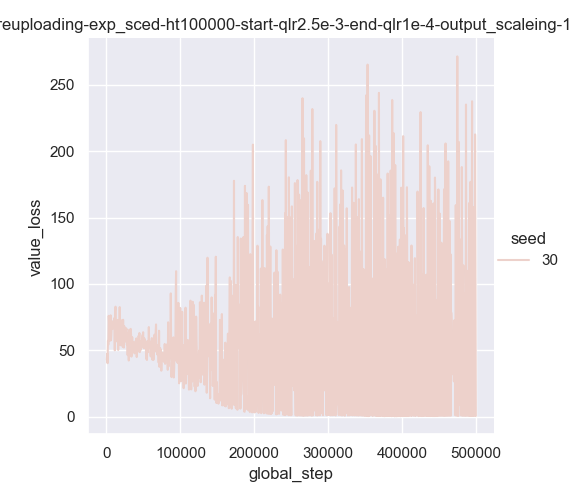 reuploading-exp_sced-ht100000-start-qlr2.5e-3-end-qlr1e-4-output_scaleing-1
250
200
150
100
50
0
value_loss
0 100000 200000 300000 400000 500000
global_step
seed
30